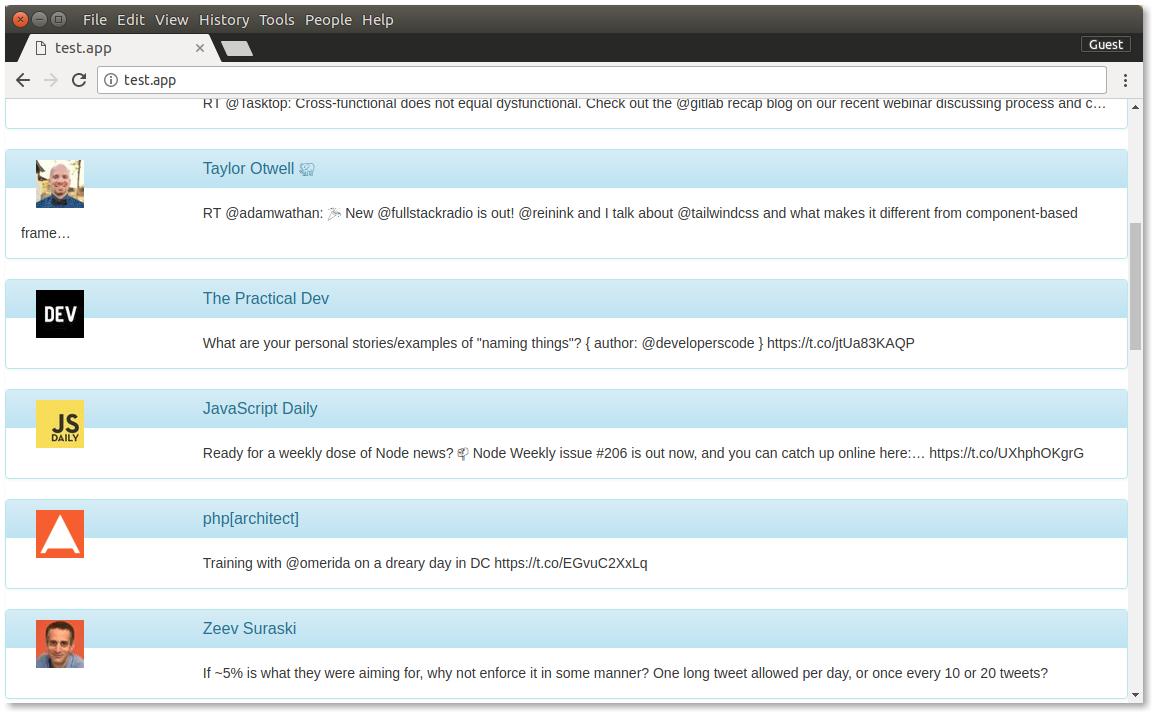 File Edit View History Tools People Help
test.app
Guest
test.app
RT @Tasktop: Cross-functional does not equal dysfunctional. Check out the @gitlab recap blog on our recent webinar discussing process and c…
Taylor Otwell 🐘
RT @adamwathan: 🎉 New @fullstackradio is out! @reinink and I talk about @tailwindcss and what makes it different from component-based
frame…
The Practical Dev
DEV
What are your personal stories/examples of "naming things"? { author: @developerscode } https://t.co/jtUa83KAQP
JavaScript Daily
JS
DAILY
Ready for a weekly dose of Node news? 📬 Node Weekly issue #206 is out now, and you can catch up online here:… https://t.co/UXhphOKgrG
php[architect]
Training with @omerida on a dreary day in DC https://t.co/EGvuC2XxLq
Zeev Suraski
If ~5% is what they were aiming for, why not enforce it in some manner? One long tweet allowed per day, or once every 10 or 20 tweets?